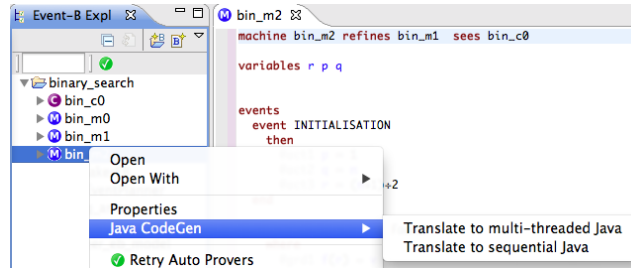 Event-B Expl
bin_m2
machine bin_m2 refines bin_m1 sees bin_c0
variables r p q
binary_search
bin_c0
bin_m0
bin_m1
bin_
events
event INITIALISATION
then
÷2
Open
Open With
Properties
Java CodeGen
Retry Auto Provers
Translate to multi-threaded Java
Translate to sequential Java